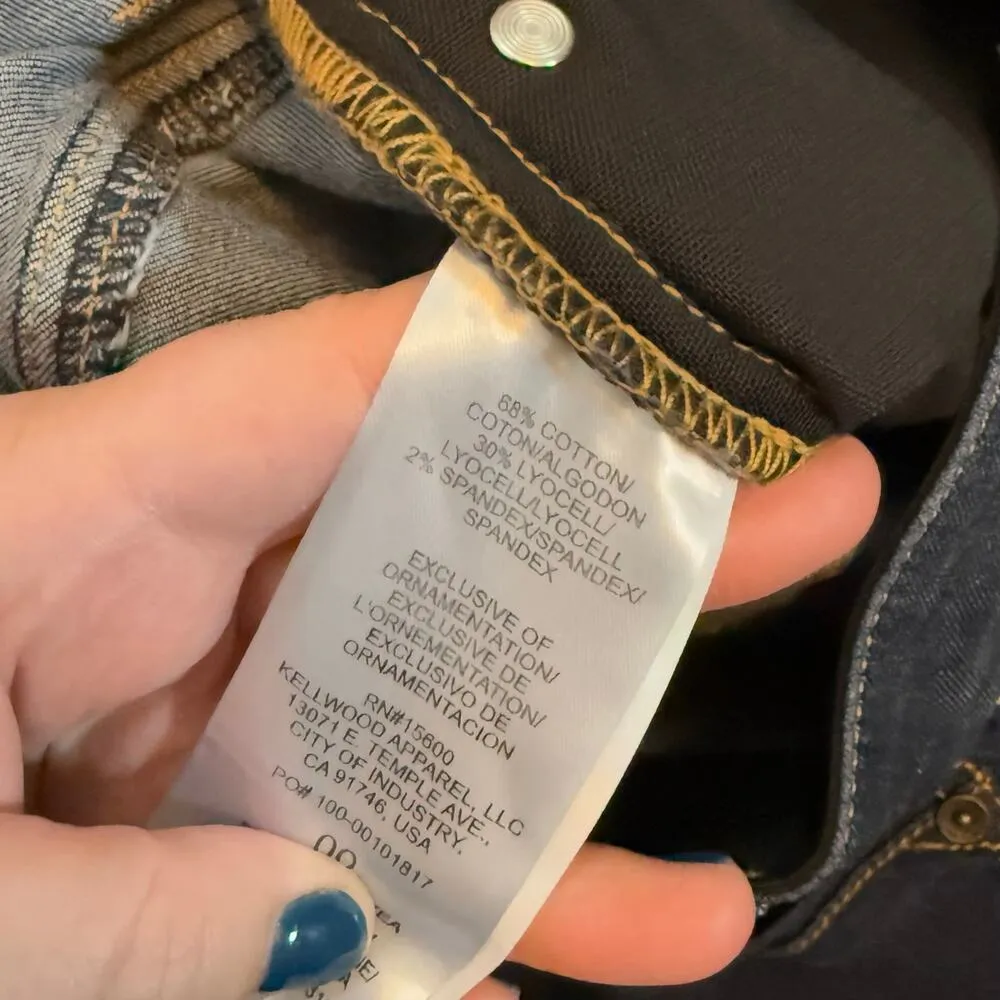 68% COTTON/
COTON/ALGODON
30% LYOCELL/
LYOCELL/LYOCELL
2% SPANDEX/SPANDEX/
SPANDEX
EXCLUSIVE OF
ORNAMENTATION/
EXCLUSIVE DE
L'ORNEMENTATION/
EXCLUSIVO DE
ORNAMENTACION
RN#15600
KELLWOOD APPAREL, LLC
13071 E. TEMPLE AVE.,
CITY OF INDUSTRY,
CA 91746, USA
PO# 100-00101817